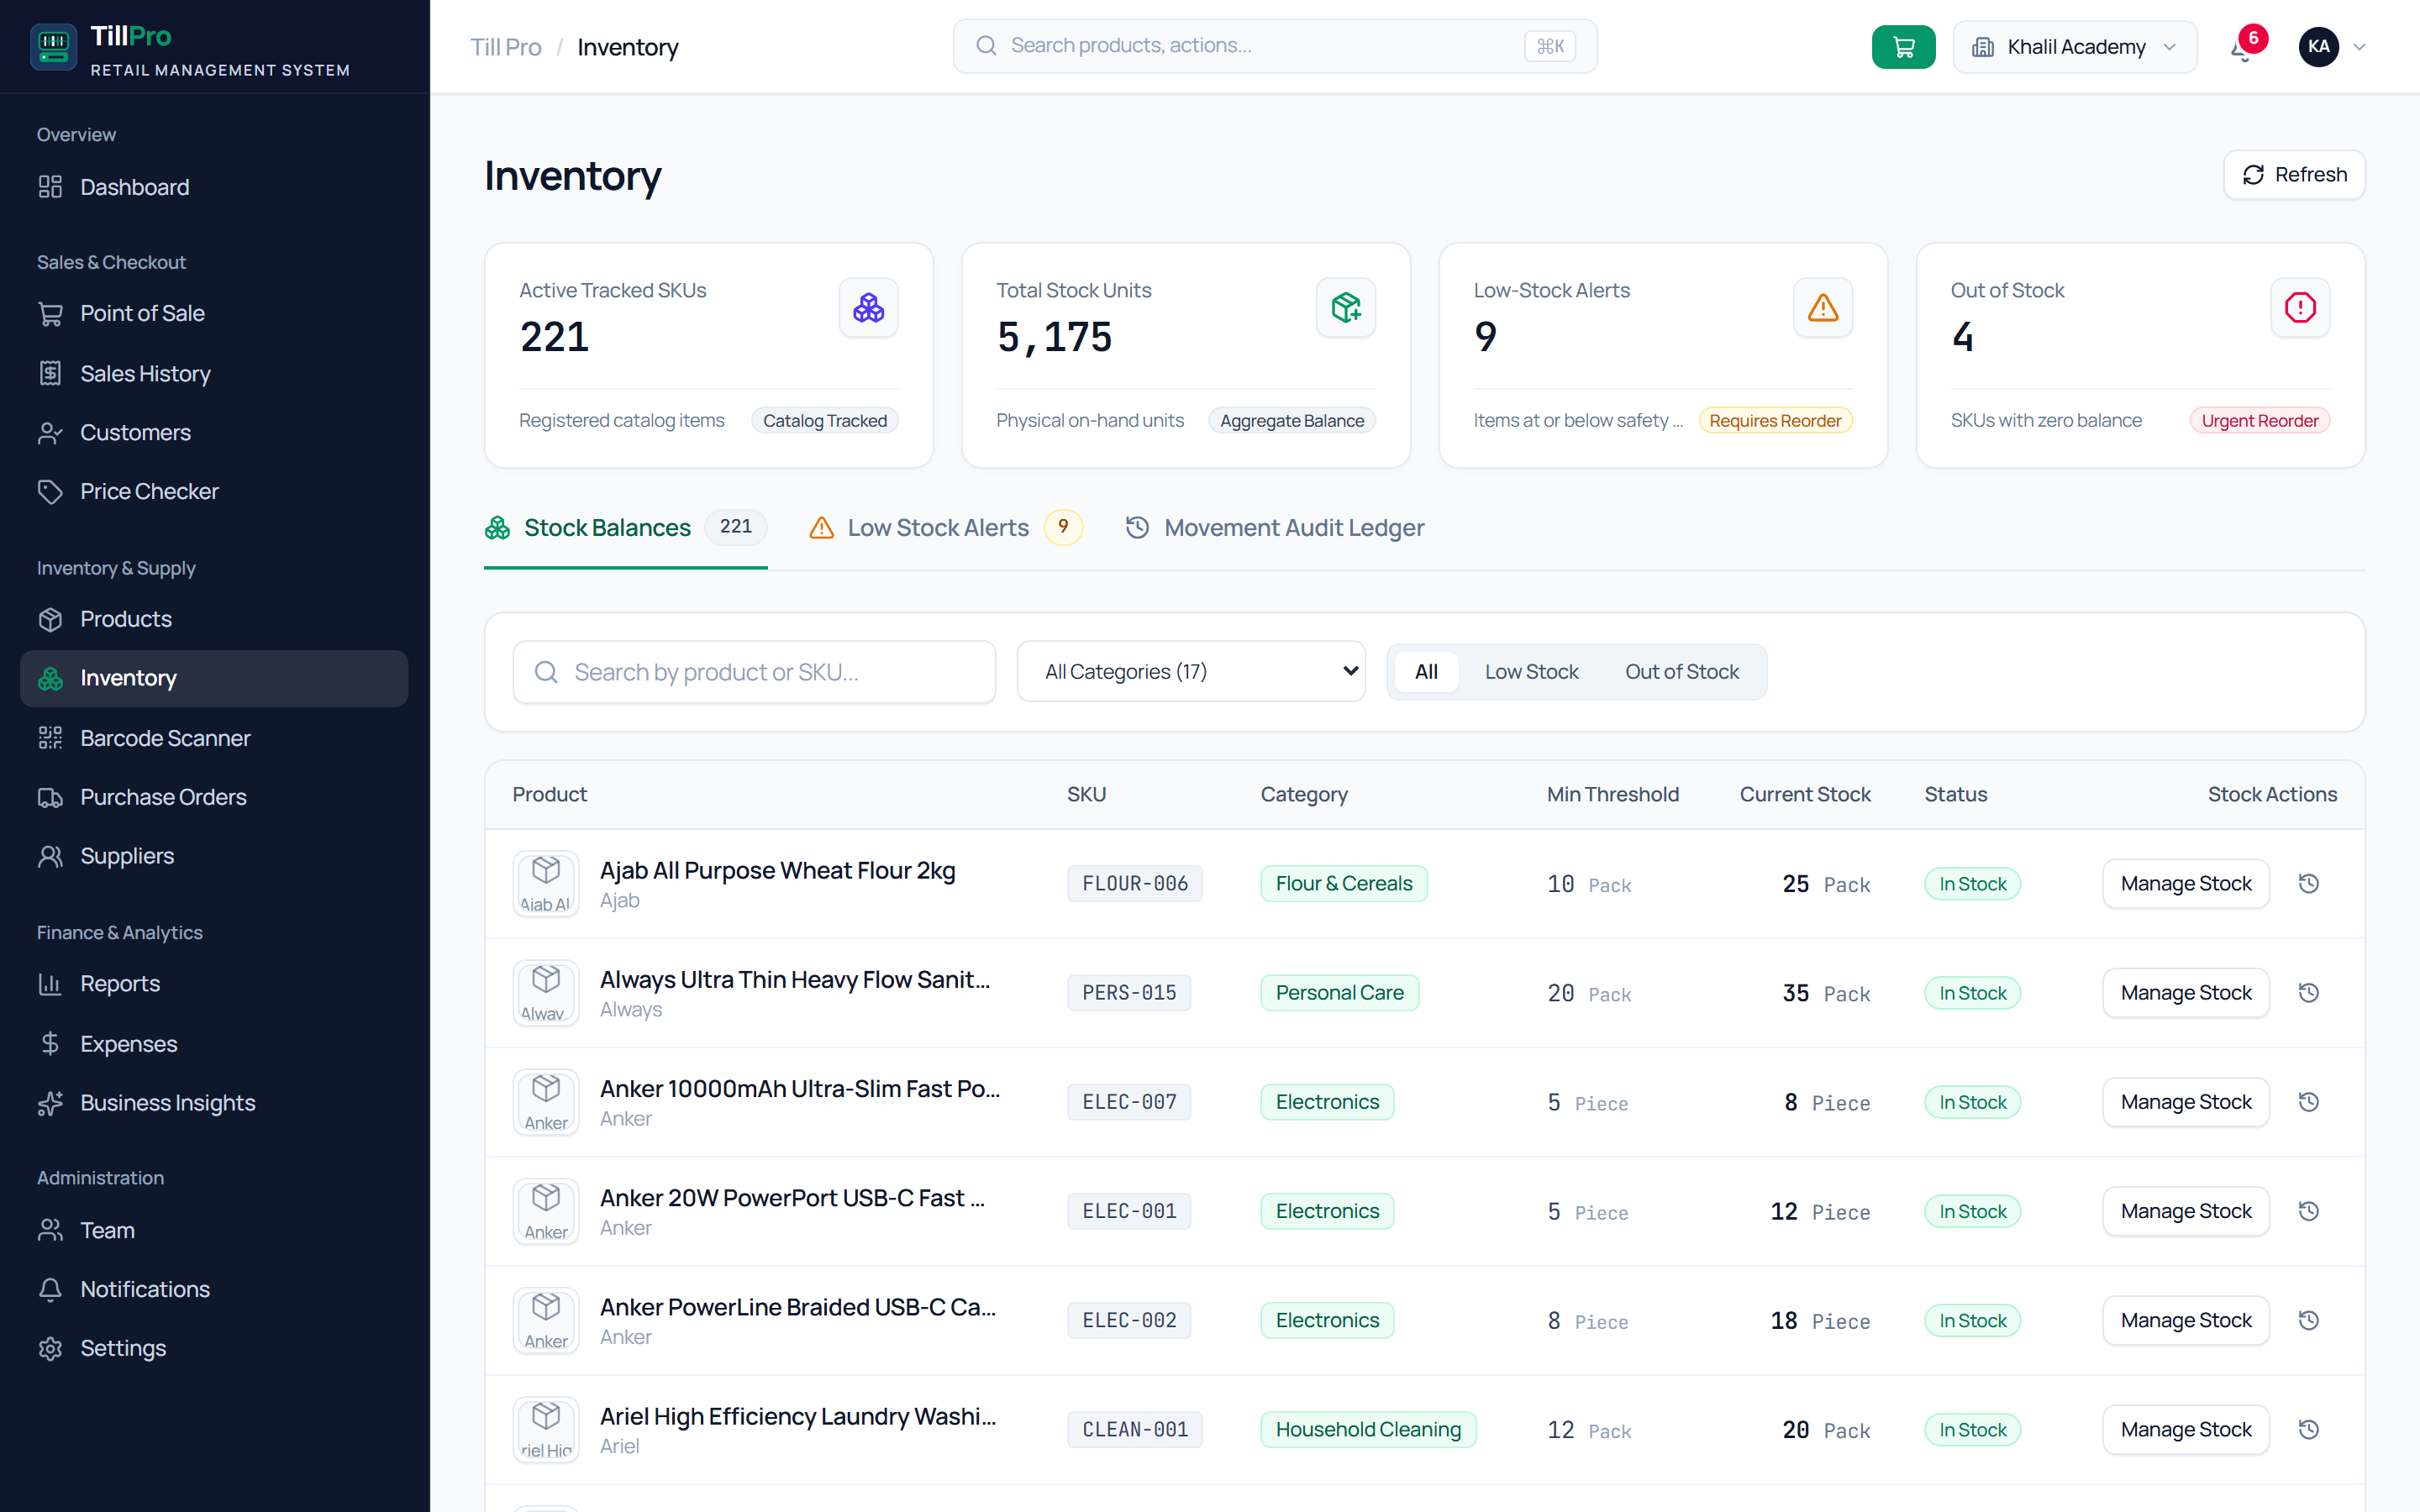 TillPro
RETAIL MANAGEMENT SYSTEM
Overview
Dashboard
Sales & Checkout
Point of Sale
Sales History
Customers
Price Checker
Inventory & Supply
Products
Inventory
Barcode Scanner
Purchase Orders
Suppliers
Finance & Analytics
Reports
Expenses
Business Insights
Administration
Team
Notifications
Settings
Till Pro / Inventory
Search products, actions... ⌘K
Khalil Academy
6
KA
Inventory
Refresh
Active Tracked SKUs
221
Registered catalog items Catalog Tracked
Total Stock Units
5,175
Physical on-hand units Aggregate Balance
Low-Stock Alerts
9
Items at or below safety ... Requires Reorder
Out of Stock
4
SKUs with zero balance Urgent Reorder
Stock Balances 221 Low Stock Alerts 9 Movement Audit Ledger
Search by product or SKU... All Categories (17) All Low Stock Out of Stock
Product SKU Category Min Threshold Current Stock Status Stock Actions
Ajab Al Ajab All Purpose Wheat Flour 2kg FLOUR-006 Flour & Cereals 10 Pack 25 Pack In Stock Manage Stock
Ajab
Alway. Always Ultra Thin Heavy Flow Sanit... PERS-015 Personal Care 20 Pack 35 Pack In Stock Manage Stock
Always
Anker Anker 10000mAh Ultra-Slim Fast Po... ELEC-007 Electronics 5 Piece 8 Piece In Stock Manage Stock
Anker
Anker Anker 20W PowerPort USB-C Fast ... ELEC-001 Electronics 5 Piece 12 Piece In Stock Manage Stock
Anker
Anker Anker PowerLine Braided USB-C Ca... ELEC-002 Electronics 8 Piece 18 Piece In Stock Manage Stock
Anker
riel Hig Ariel High Efficiency Laundry Washi... CLEAN-001 Household Cleaning 12 Pack 20 Pack In Stock Manage Stock
Ariel